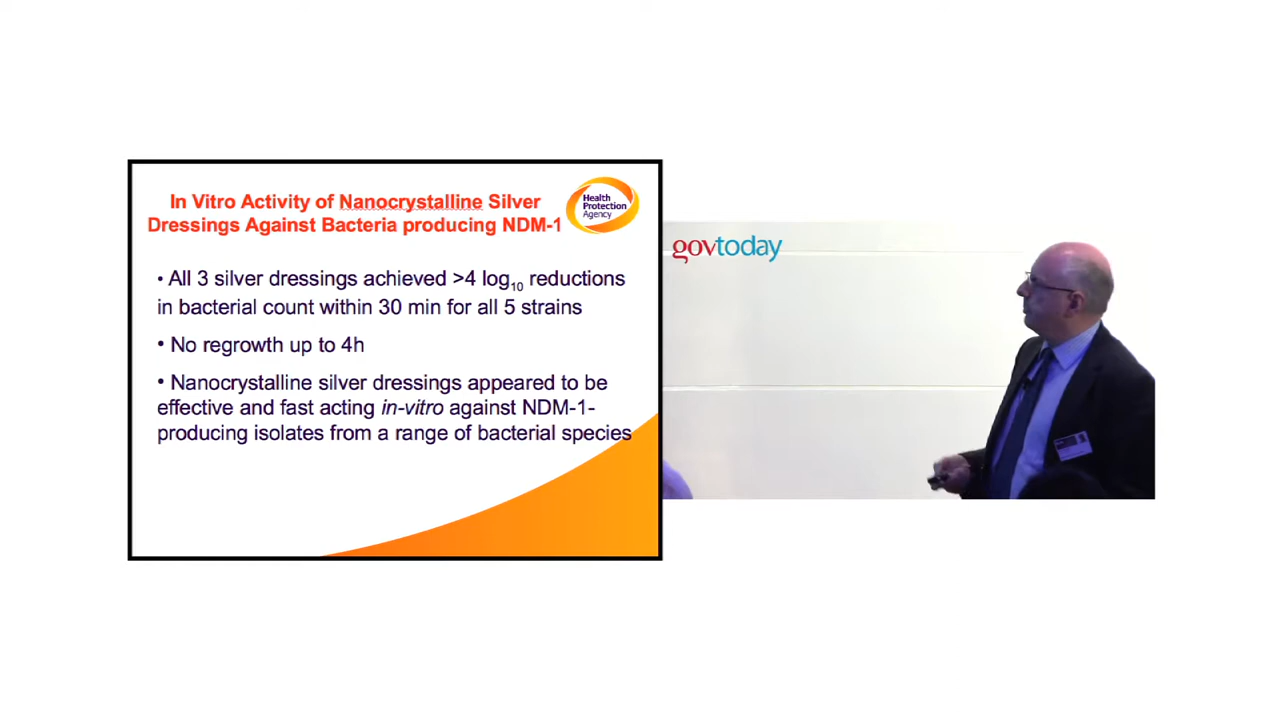 In Vitro Activity of Nanocrystalline Silver
Dressings Against Bacteria producing NDM-1
Health
Protection
Agency
• All 3 silver dressings achieved >4 log10 reductions
in bacterial count within 30 min for all 5 strains
• No regrowth up to 4h
• Nanocrystalline silver dressings appeared to be
effective and fast acting in-vitro against NDM-1-
producing isolates from a range of bacterial species
govtoday